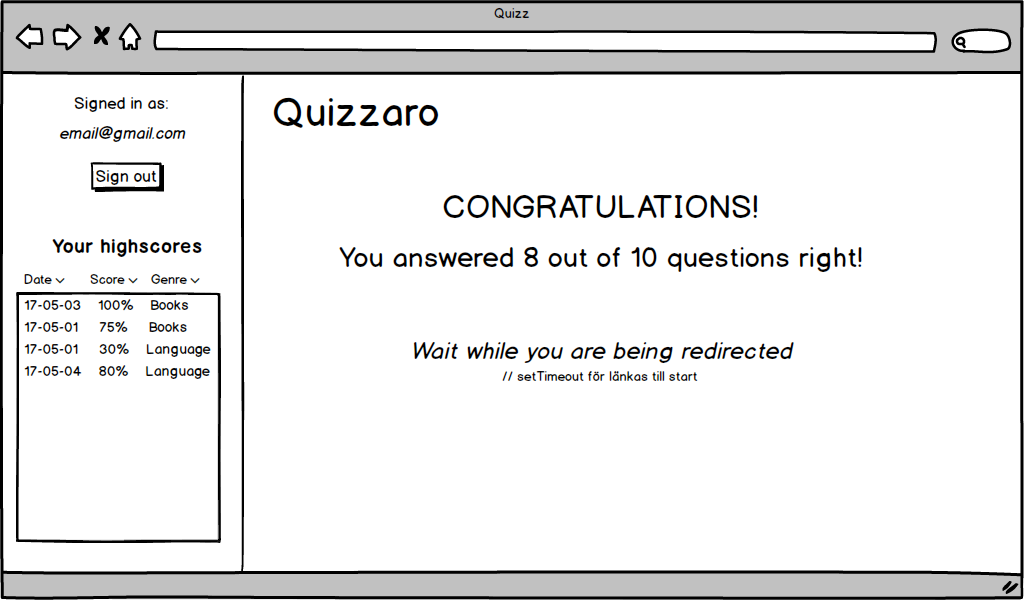 Quizz
Signed in as:
email@gmail.com
Sign out
Your highscores
Date Score Genre
17-05-03 100% Books
17-05-01 75% Books
17-05-01 30% Language
17-05-04 80% Language
Quizzaro
CONGRATULATIONS!
You answered 8 out of 10 questions right!
Wait while you are being redirected
// setTimeout för länkas till start